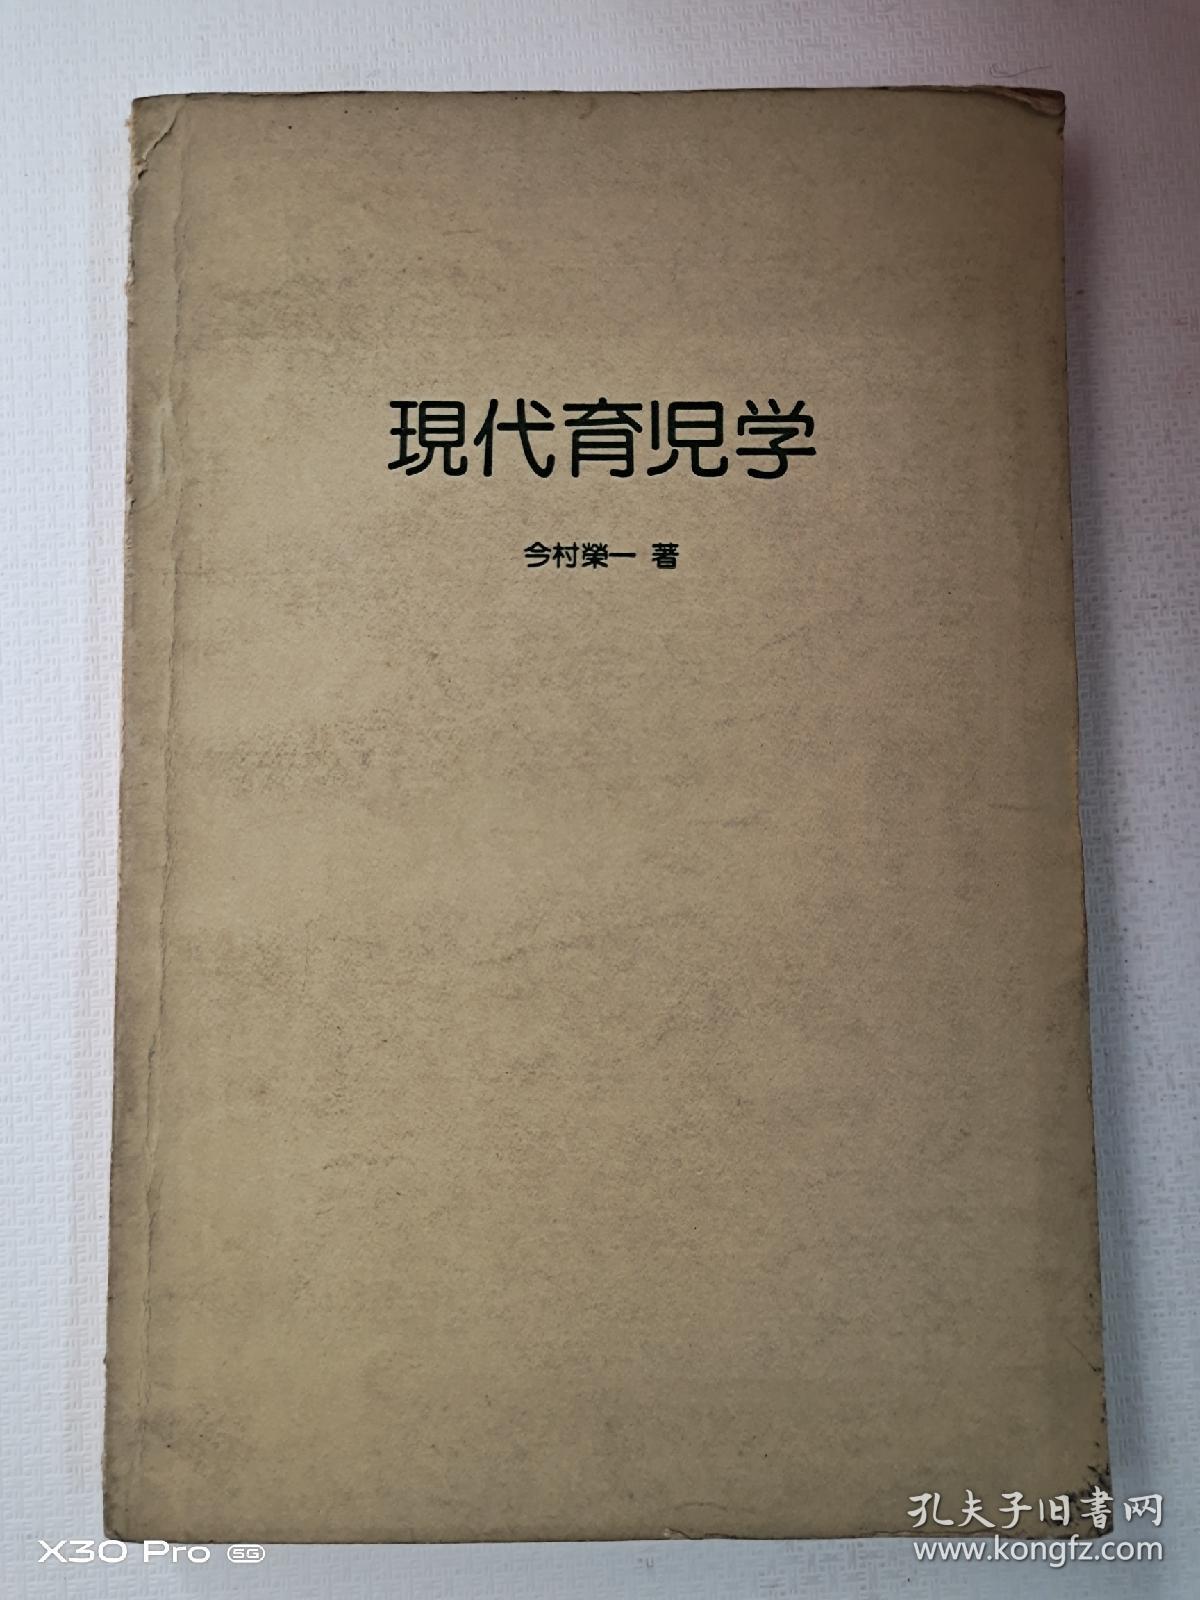 現代育児学
今村榮一 著
孔夫子旧書网
X30 Pro 5G
www.kongfz.com